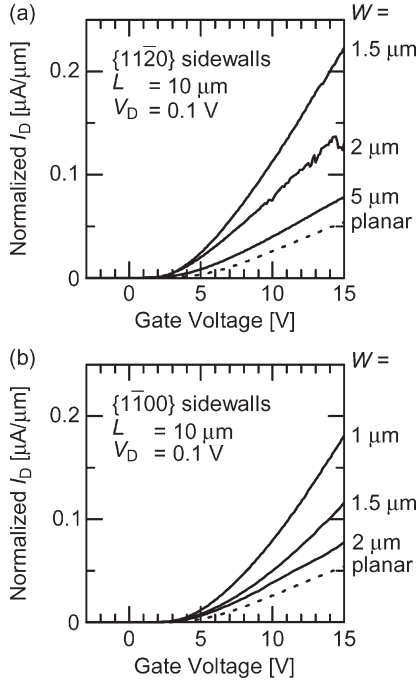 (a)
W =
{112̄0} sidewalls
L = 10 µm
V_D = 0.1 V
1.5 µm
2 µm
5 µm
planar
Normalized I_D [µA/µm]
0.2
0.1
0
0 5 10 15
Gate Voltage [V]
(b)
W =
{11̄00} sidewalls
L = 10 µm
V_D = 0.1 V
1 µm
1.5 µm
2 µm
planar
Normalized I_D [µA/µm]
0.2
0.1
0
0 5 10 15
Gate Voltage [V]